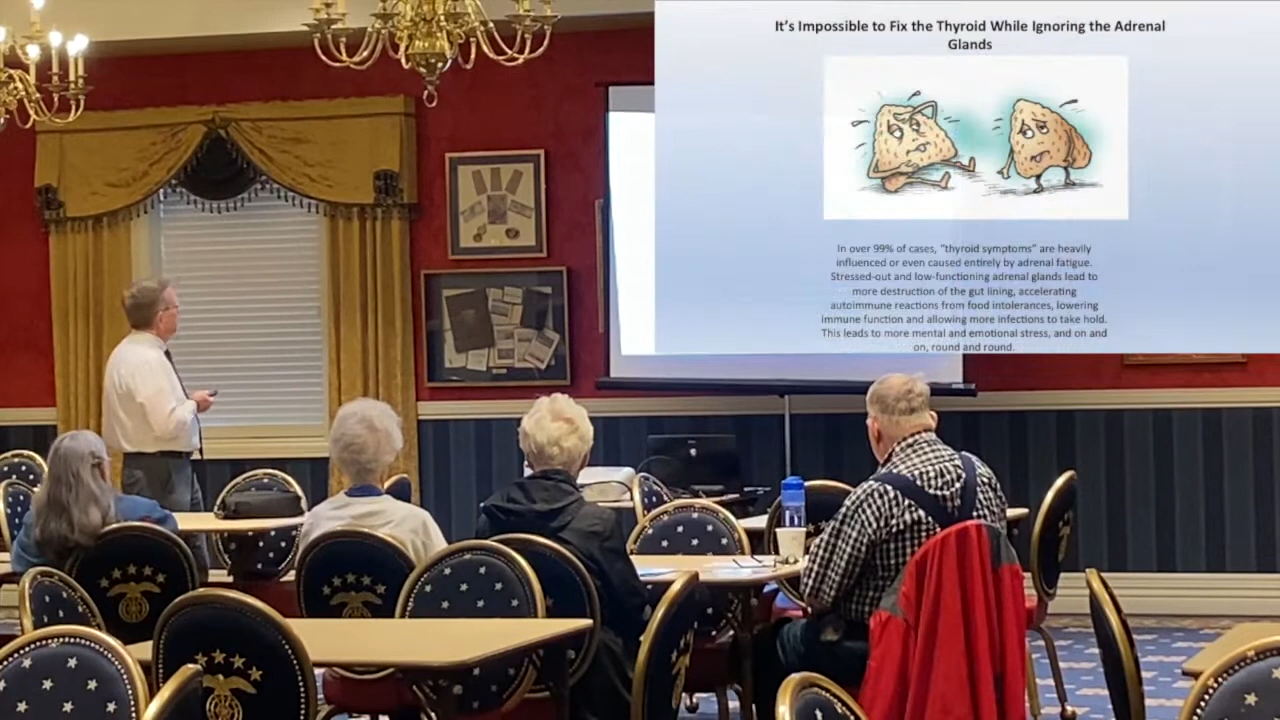 It's Impossible to Fix the Thyroid While Ignoring the Adrenal
Glands
In over 99% of cases, "thyroid symptoms" are heavily
influenced or even caused entirely by adrenal fatigue.
Stressed-out and low-functioning adrenal glands lead to
more destruction of the gut lining, accelerating
autoimmune reactions from food intolerances, lowering
immune function and allowing more infections to take hold.
This leads to more mental and emotional stress, and on and
on, round and round.